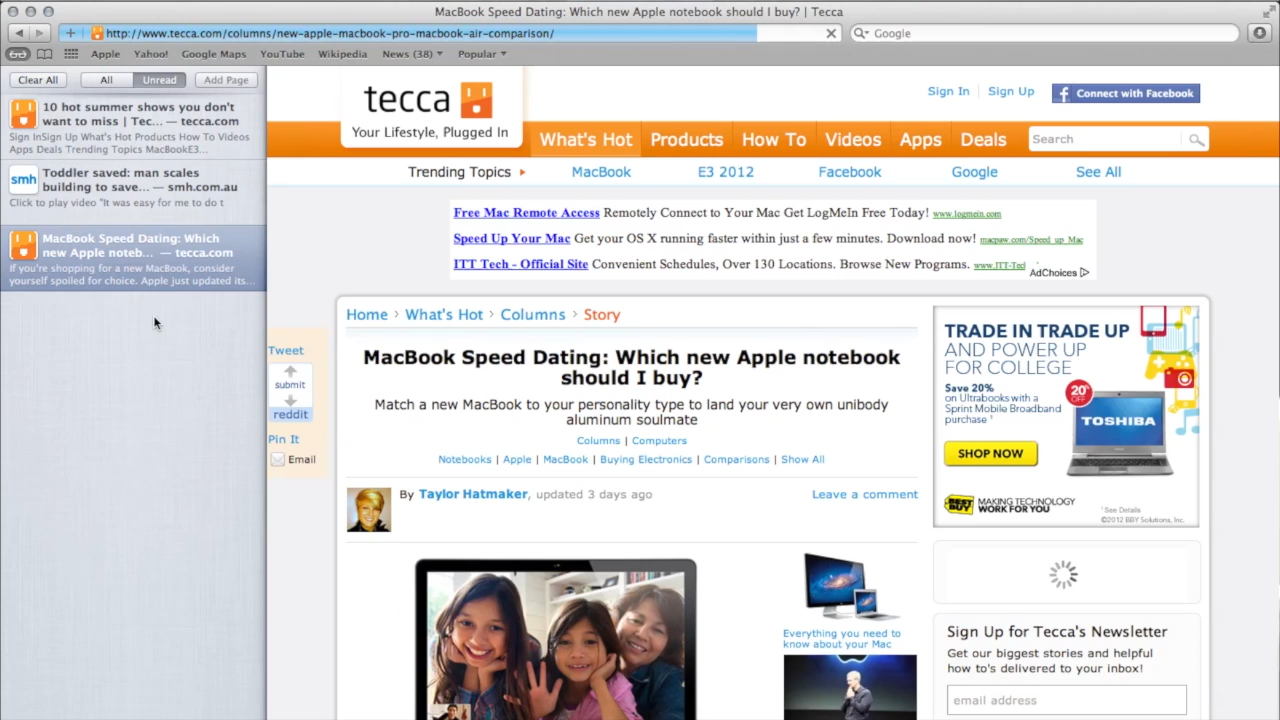 MacBook Speed Dating: Which new Apple notebook should I buy? | Tecca
http://www.tecca.com/columns/new-apple-macbook-pro-macbook-air-comparison/
Google
Apple Yahoo! Google Maps YouTube Wikipedia News (38) Popular
Clear All All Unread Add Page
10 hot summer shows you don't
want to miss | Tec... — tecca.com
Sign InSign Up What's Hot Products How To Videos
Apps Deals Trending Topics MacBookE3...
smh
Toddler saved: man scales
building to save... — smh.com.au
Click to play video "It was easy for me to do t
MacBook Speed Dating: Which
new Apple noteb... — tecca.com
If you're shopping for a new MacBook, consider
yourself spoiled for choice. Apple just updated its...
tecca
Your Lifestyle, Plugged In
Sign In Sign Up Connect with Facebook
What's Hot Products How To Videos Apps Deals Search
Trending Topics MacBook E3 2012 Facebook Google See All
Free Mac Remote Access Remotely Connect to Your Mac Get LogMeIn Free Today! www.logmein.com
Speed Up Your Mac Get your OS X running faster within just a few minutes. Download now! macpaw.com/Speed_up_Mac
ITT Tech - Official Site Convenient Schedules, Over 130 Locations. Browse New Programs. www.ITT-Tecl
AdChoices
Home › What's Hot › Columns › Story
Tweet
submit
reddit
Pin It
Email
MacBook Speed Dating: Which new Apple notebook
should I buy?
Match a new MacBook to your personality type to land your very own unibody
aluminum soulmate
Columns | Computers
Notebooks | Apple | MacBook | Buying Electronics | Comparisons | Show All
By Taylor Hatmaker, updated 3 days ago
Leave a comment
Everything you need to
know about your Mac
TRADE IN TRADE UP
AND POWER UP
FOR COLLEGE
Save 20%
on Ultrabooks with a
Sprint Mobile Broadband
purchase ¹
20%
OFF
TOSHIBA
SHOP NOW
BEST BUY
MAKING TECHNOLOGY
WORK FOR YOU
¹See Details
©2012 BBY Solutions, Inc.
Sign Up for Tecca's Newsletter
Get our biggest stories and helpful
how to's delivered to your inbox!
email address